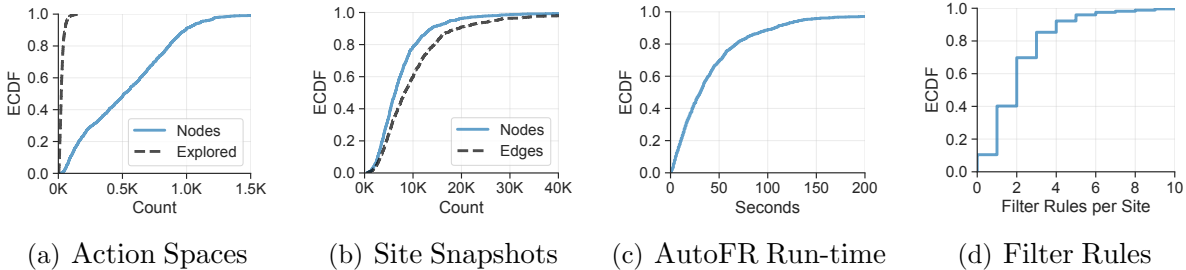 1.0
0.8
0.6
0.4
0.2
0.0
ECDF
0K
0.5K
1.0K
1.5K
Count
Nodes
Explored
(a) Action Spaces
1.0
0.8
0.6
0.4
0.2
0.0
ECDF
0K
10K
20K
30K
40K
Count
Nodes
Edges
(b) Site Snapshots
1.0
0.8
0.6
0.4
0.2
0.0
ECDF
0
50
100
150
200
Seconds
(c) AutoFR Run-time
1.0
0.8
0.6
0.4
0.2
0.0
ECDF
0
2
4
6
8
10
Filter Rules per Site
(d) Filter Rules